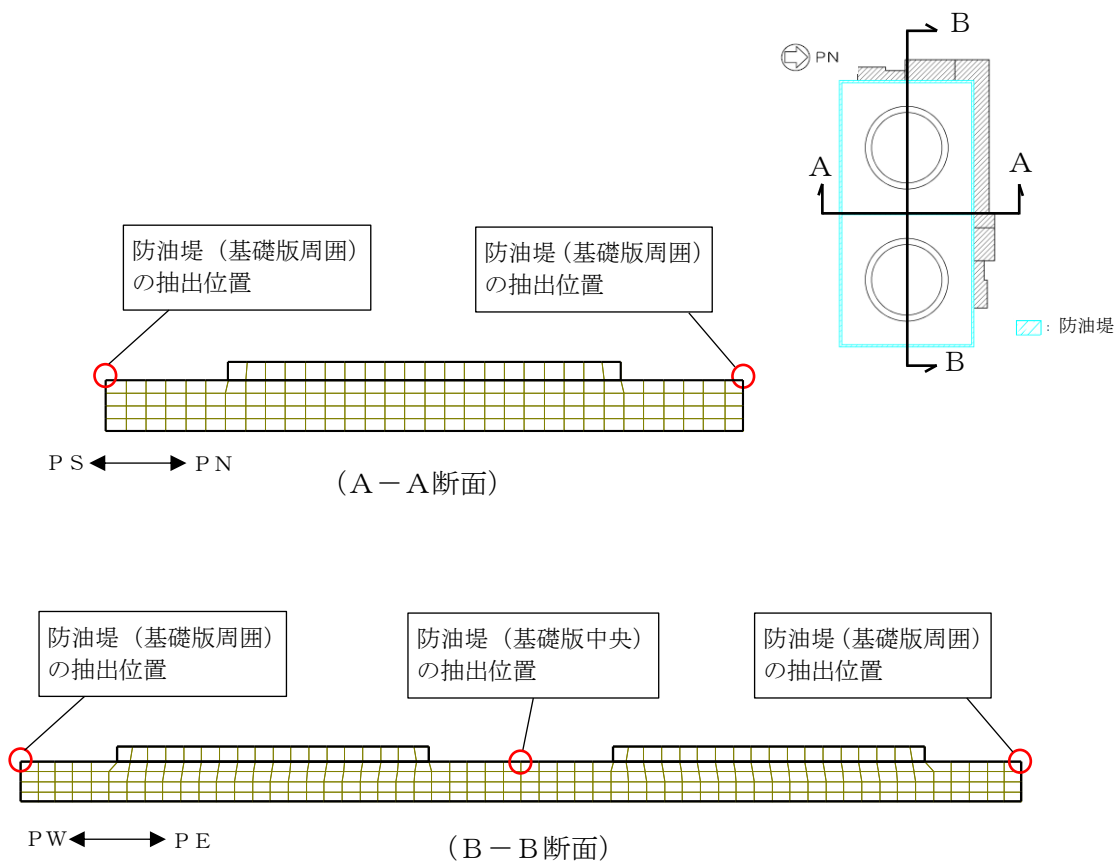 B
PN
A
A
B
: 防油堤
防油堤（基礎版周囲）
の抽出位置
防油堤（基礎版周囲）
の抽出位置
ＰＳ
ＰＮ
（Ａ－Ａ断面）
防油堤（基礎版周囲）
の抽出位置
防油堤（基礎版中央）
の抽出位置
防油堤（基礎版周囲）
の抽出位置
ＰＷ
ＰＥ
（Ｂ－Ｂ断面）